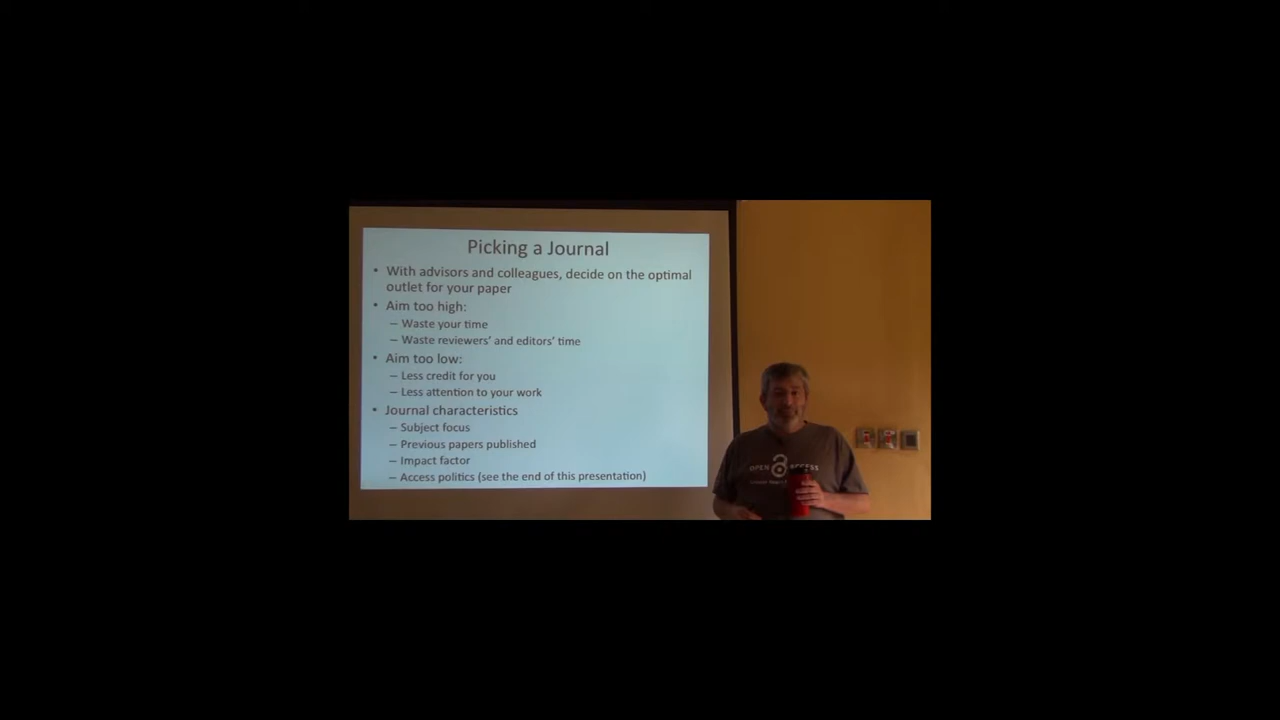 Picking a Journal
• With advisors and colleagues, decide on the optimal
outlet for your paper
• Aim too high:
– Waste your time
– Waste reviewers' and editors' time
• Aim too low:
– Less credit for you
– Less attention to your work
• Journal characteristics
– Subject focus
– Previous papers published
– Impact factor
– Access politics (see the end of this presentation)
OPEN ACCESS